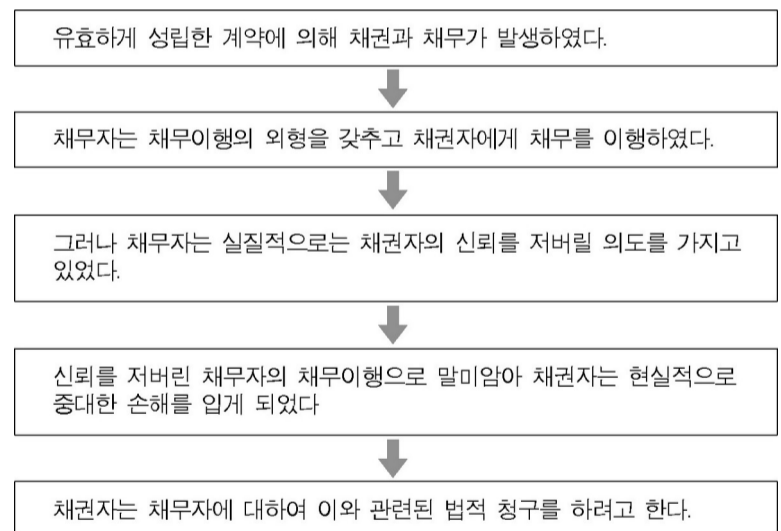 유효하게 성립한 계약에 의해 채권과 채무가 발생하였다.
채무자는 채무이행의 외형을 갖추고 채권자에게 채무를 이행하였다.
그러나 채무자는 실질적으로는 채권자의 신뢰를 저버릴 의도를 가지고
있었다.
신뢰를 저버린 채무자의 채무이행으로 말미암아 채권자는 현실적으로
중대한 손해를 입게 되었다
채권자는 채무자에 대하여 이와 관련된 법적 청구를 하려고 한다.